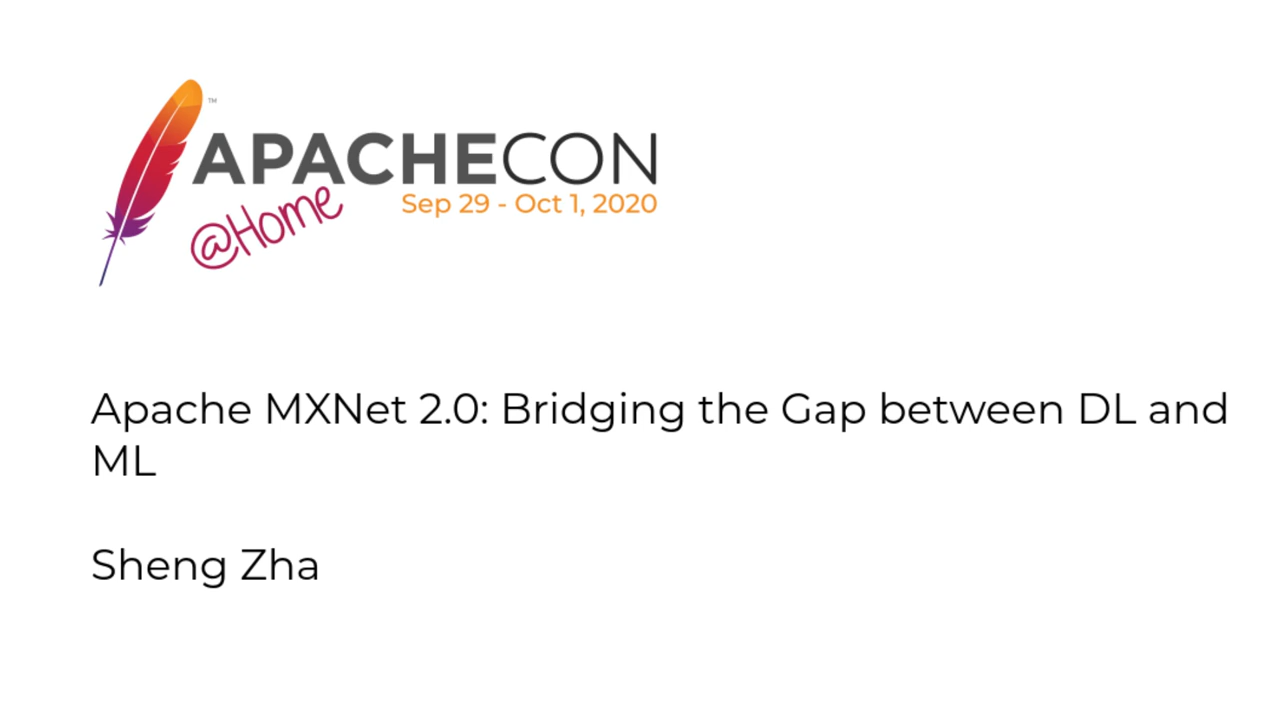 ™
APACHECON
@Home
Sep 29 - Oct 1, 2020
Apache MXNet 2.0: Bridging the Gap between DL and
ML
Sheng Zha